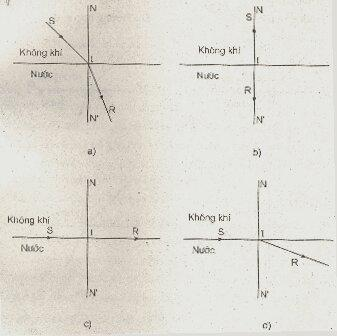 N
S
Không khí
I
Nước
R
N'
a)
N
S
Không khí
I
Nước
R
N'
b)
N
Không khí
S
I
R
Nước
N'
c)
N
Không khí
S
I
Nước
R
N'
d)